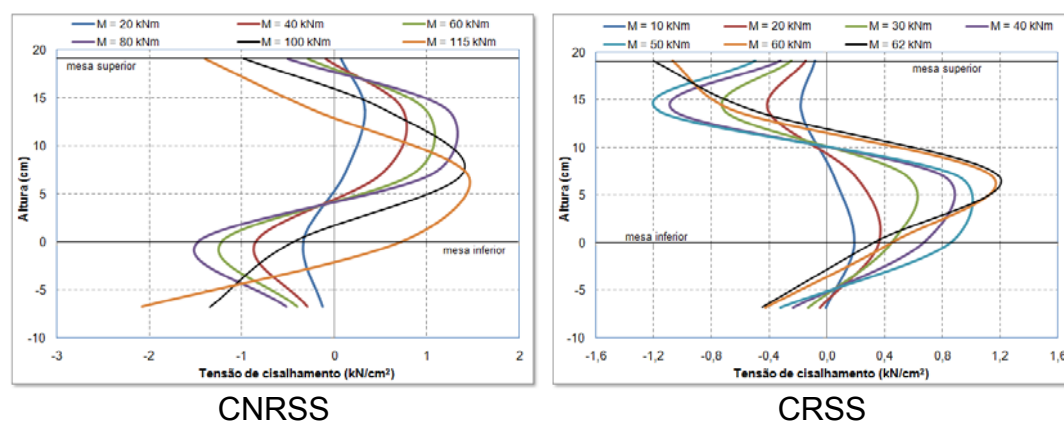 M = 20 kNm M = 40 kNm M = 60 kNm
M = 80 kNm M = 100 kNm M = 115 kNm
20
mesa superior
15
10
5
0
mesa inferior
-5
-10
-3 -2 -1 0 1 2
Altura (cm)
Tensão de cisalhamento (kN/cm²)
CNRSS
M = 10 kNm M = 20 kNm M = 30 kNm M = 40 kNm
M = 50 kNm M = 60 kNm M = 62 kNm
20
mesa superior
15
10
5
0
mesa inferior
-5
-10
-1,6 -1,2 -0,8 -0,4 0,0 0,4 0,8 1,2 1,6
Altura (cm)
Tensão de cisalhamento (kN/cm²)
CRSS